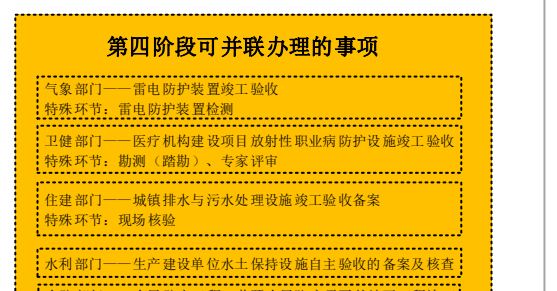 第四阶段可并联办理的事项
气象部门——雷电防护装置竣工验收
特殊环节：雷电防护装置检测
卫健部门——医疗机构建设项目放射性职业病防护设施竣工验收
特殊环节：勘测（踏勘）、专家评审
住建部门——城镇排水与污水处理设施竣工验收备案
特殊环节：现场核验
水利部门——生产建设单位水土保持设施自主验收的备案及核查